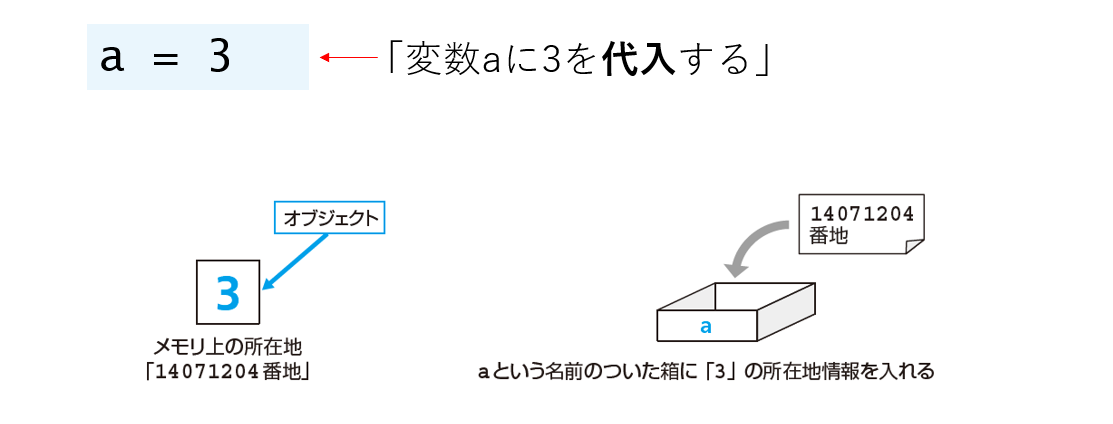 a = 3
「変数aに3を代入する」
オブジェクト
14071204
番地
3
a
メモリ上の所在地
「14071204番地」
aという名前のついた箱に「3」の所在地情報を入れる